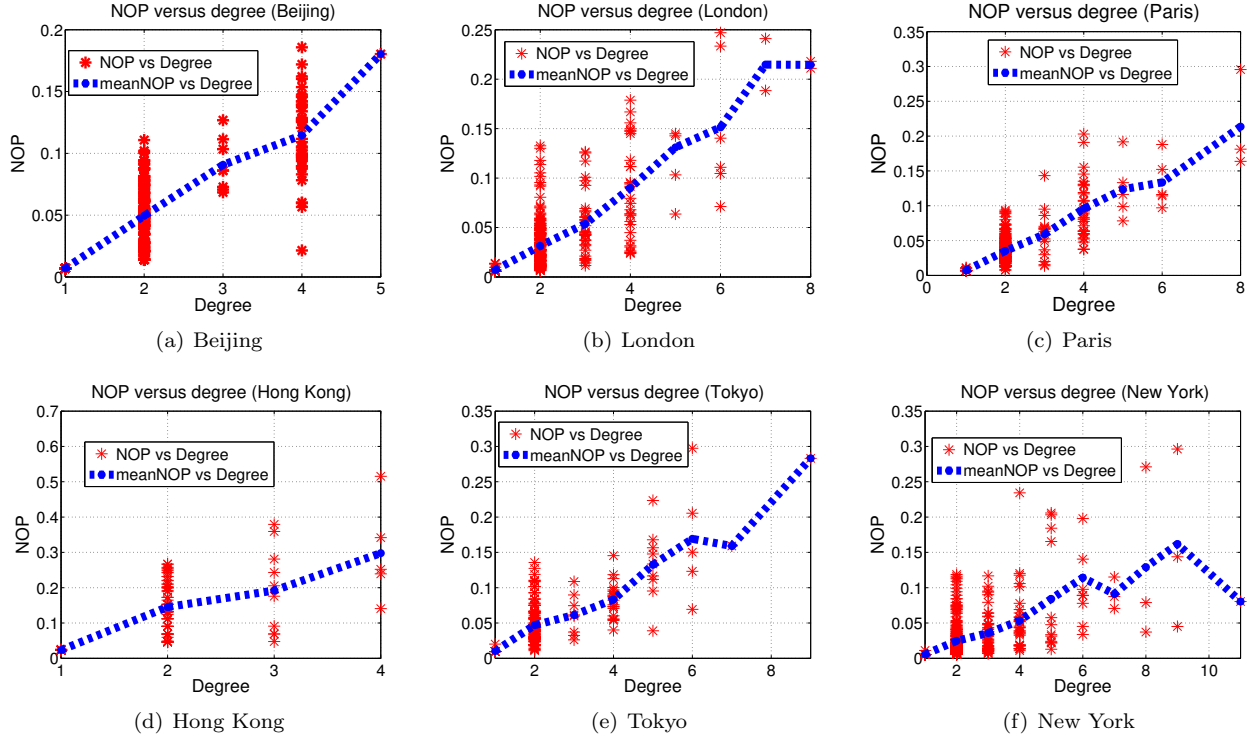 NOP versus degree (Beijing)
0.2
0.15
0.1
0.05
0
NOP
NOP vs Degree
meanNOP vs Degree
1 2 3 4 5
Degree
(a) Beijing
NOP versus degree (London)
0.25
0.2
0.15
0.1
0.05
0
NOP
NOP vs Degree
meanNOP vs Degree
2 4 6 8
Degree
(b) London
NOP versus degree (Paris)
0.35
0.3
0.25
0.2
0.15
0.1
0.05
0
NOP
NOP vs Degree
meanNOP vs Degree
0 2 4 6 8
Degree
(c) Paris
NOP versus degree (Hong Kong)
0.7
0.6
0.5
0.4
0.3
0.2
0.1
0
NOP
NOP vs Degree
meanNOP vs Degree
1 2 3 4
Degree
(d) Hong Kong
NOP versus degree (Tokyo)
0.35
0.3
0.25
0.2
0.15
0.1
0.05
0
NOP
NOP vs Degree
meanNOP vs Degree
2 4 6 8
Degree
(e) Tokyo
NOP versus degree (New York)
0.35
0.3
0.25
0.2
0.15
0.1
0.05
0
NOP
NOP vs Degree
meanNOP vs Degree
2 4 6 8 10
Degree
(f) New York